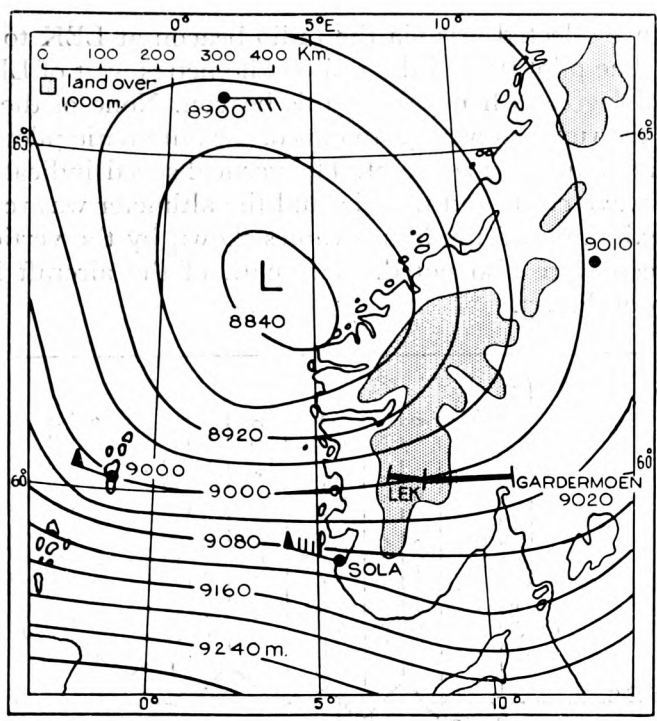 0° 5°E. 10°
0 100 200 300 400 Km.
land over
1,000 m.
8900
65° 65°
9010
L
8840
8920
9000 9000 60°
60° LEK GARDERMOEN
9020
9080
SOLA
9160
9240 m.
0° 5° 10°